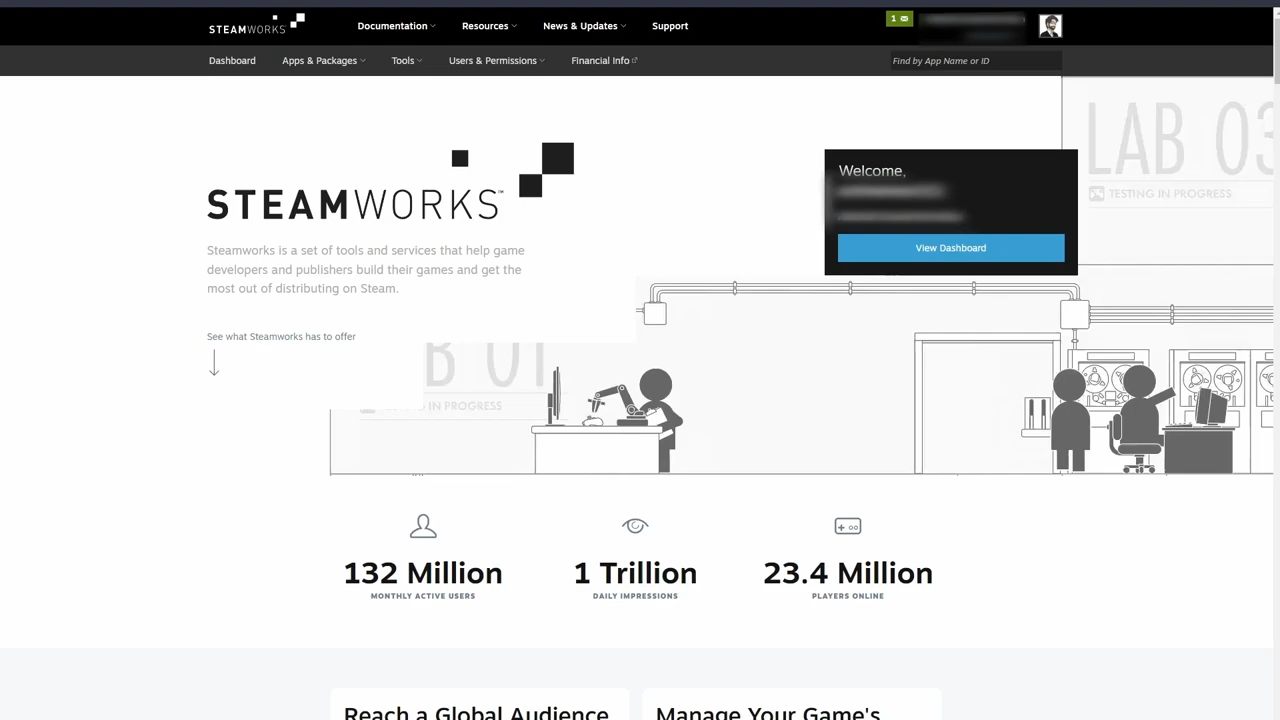 STEAMWORKS
Documentation
Resources
News & Updates
Support
1
Dashboard
Apps & Packages
Tools
Users & Permissions
Financial Info
Find by App Name or ID
LAB 03
TESTING IN PROGRESS
STEAMWORKS™
Welcome,
Steamworks is a set of tools and services that help game
developers and publishers build their games and get the
most out of distributing on Steam.
View Dashboard
See what Steamworks has to offer
B 01
IN PROGRESS
132 Million
MONTHLY ACTIVE USERS
1 Trillion
DAILY IMPRESSIONS
23.4 Million
PLAYERS ONLINE
Reach a Global Audience
Manage Your Game's